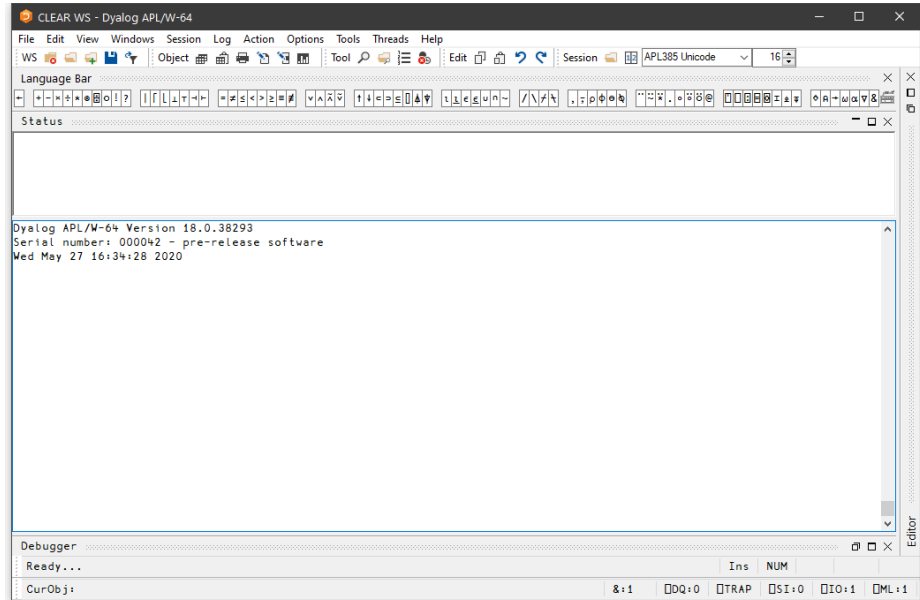 CLEAR WS - Dyalog APL/W-64
File Edit View Windows Session Log Action Options Tools Threads Help
WS Object Tool Edit Session APL385 Unicode 16
Language Bar
← + - × ÷ * ⍟ ⌹ ○ ! ? | ⌈ ⌊ ⊥ ⊤ ⊣ ⊢ = ≠ ≤ < > ≥ ≡ ≢ ∨ ∧ ⍲ ⍱ ↑ ↓ ⊂ ⊃ ⊆ ⌷ ⍋ ⍒ ⍳ ⍸ ∊ ⍷ ∪ ∩ ~ / \ ⌿ ⍀ , ⍪ ⍴ ⌽ ⊖ ⍉ ¨ ⍨ ⍣ . ∘ ⍤ ⍥ @ ⎕ ⍠ ⌸ ⌺ ⌶ ⍎ ⍕ ⋄ ⍝ → ⍵ ⍺ ∇ &
Status
Dyalog APL/W-64 Version 18.0.38293
Serial number: 000042 - pre-release software
Wed May 27 16:34:28 2020
Editor
Debugger
Ready... Ins NUM
CurObj: &:1 ⎕DQ:0 ⎕TRAP ⎕SI:0 ⎕IO:1 ⎕ML:1